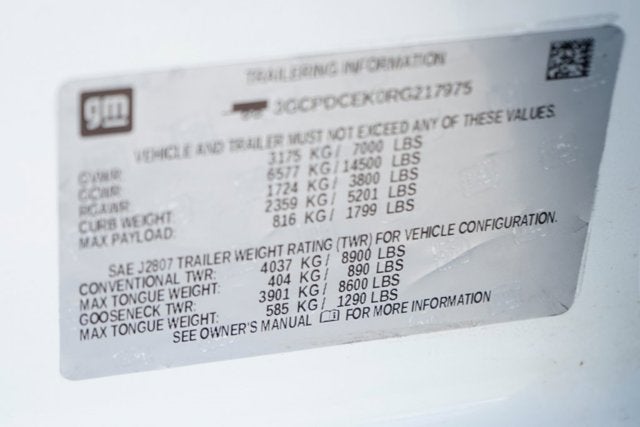 TRAILERING INFORMATION
gm
3GCPDCEK0RG217975
VEHICLE AND TRAILER MUST NOT EXCEED ANY OF THESE VALUES.
GVWR: 3175 KG / 7000 LBS
GCWR: 6577 KG / 14500 LBS
RGAWR: 1724 KG / 3800 LBS
CURB WEIGHT: 2359 KG / 5201 LBS
MAX PAYLOAD: 816 KG / 1799 LBS
SAE J2807 TRAILER WEIGHT RATING (TWR) FOR VEHICLE CONFIGURATION.
CONVENTIONAL TWR: 4037 KG / 8900 LBS
MAX TONGUE WEIGHT: 404 KG / 890 LBS
GOOSENECK TWR: 3901 KG / 8600 LBS
MAX TONGUE WEIGHT: 585 KG / 1290 LBS
SEE OWNER'S MANUAL FOR MORE INFORMATION